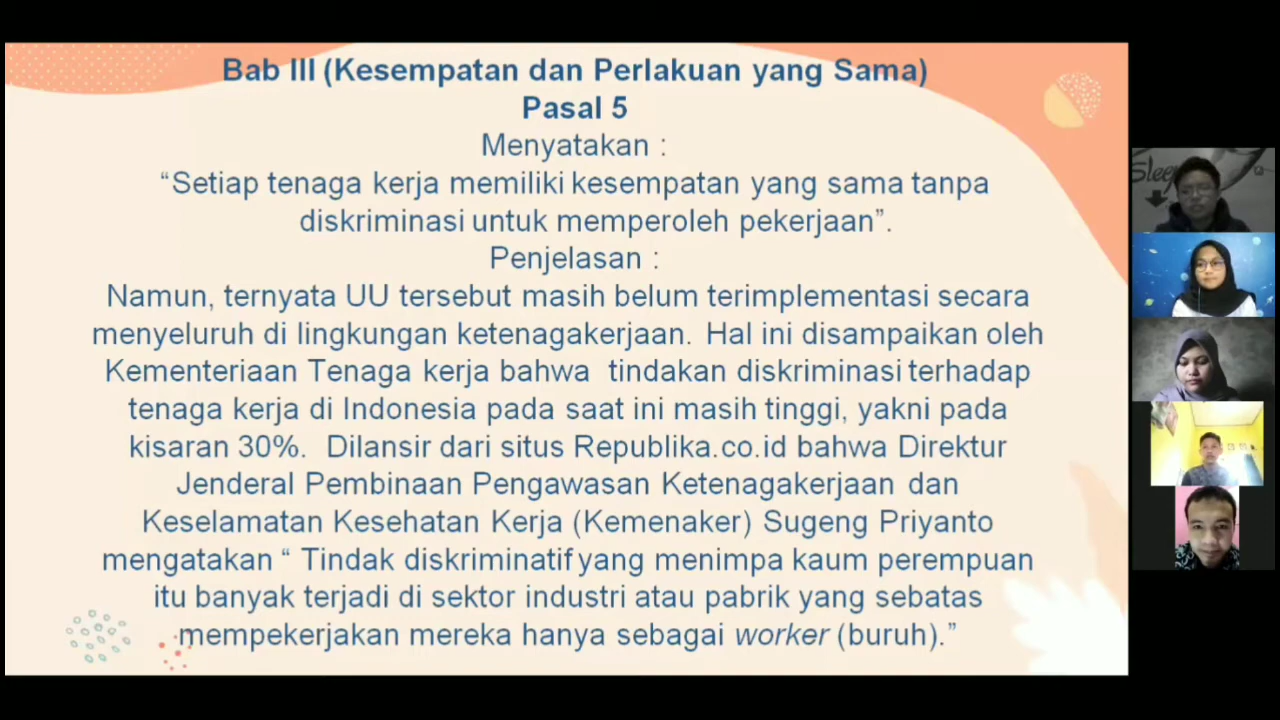 Bab III (Kesempatan dan Perlakuan yang Sama)
Pasal 5
Menyatakan :
“Setiap tenaga kerja memiliki kesempatan yang sama tanpa
diskriminasi untuk memperoleh pekerjaan”.
Penjelasan :
Namun, ternyata UU tersebut masih belum terimplementasi secara
menyeluruh di lingkungan ketenagakerjaan. Hal ini disampaikan oleh
Kementeriaan Tenaga kerja bahwa tindakan diskriminasi terhadap
tenaga kerja di Indonesia pada saat ini masih tinggi, yakni pada
kisaran 30%. Dilansir dari situs Republika.co.id bahwa Direktur
Jenderal Pembinaan Pengawasan Ketenagakerjaan dan
Keselamatan Kesehatan Kerja (Kemenaker) Sugeng Priyanto
mengatakan “ Tindak diskriminatif yang menimpa kaum perempuan
itu banyak terjadi di sektor industri atau pabrik yang sebatas
mempekerjakan mereka hanya sebagai worker (buruh).”